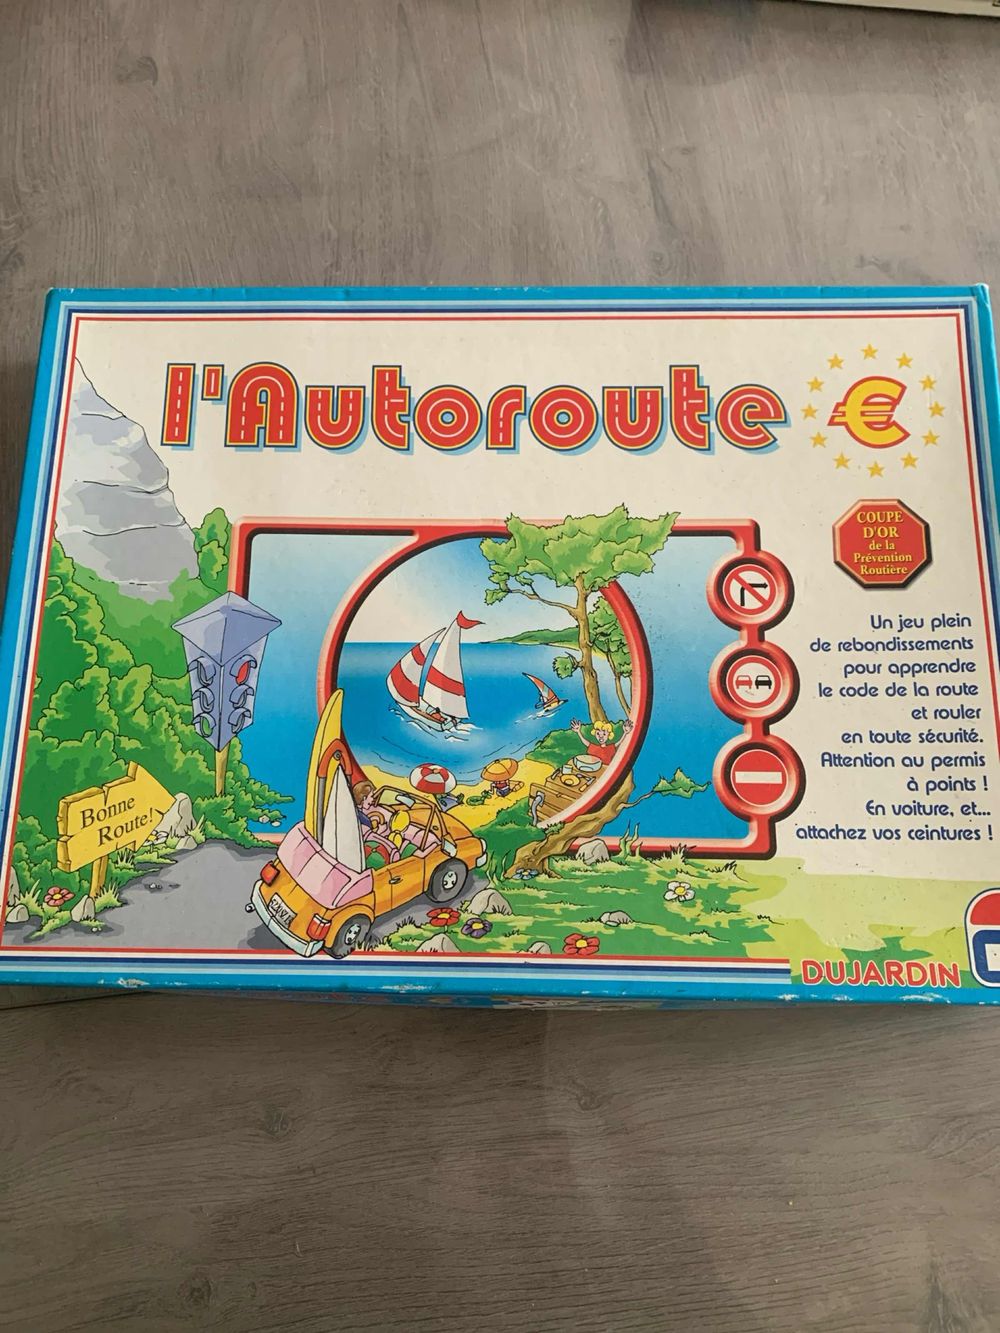 l'Autoroute €
COUPE
D'OR
de la
Prévention
Routière
Un jeu plein
de rebondissements
pour apprendre
le code de la route
et rouler
en toute sécurité.
Attention au permis
à points !
En voiture, et...
attachez vos ceintures !
Bonne
Route!
DUJARDIN